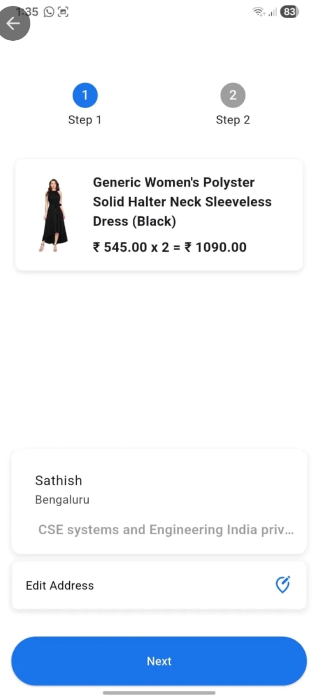 1:35
83
1
2
Step 1
Step 2
Generic Women's Polyster
Solid Halter Neck Sleeveless
Dress (Black)
₹ 545.00 x 2 = ₹ 1090.00
Sathish
Bengaluru
CSE systems and Engineering India priv...
Edit Address
Next